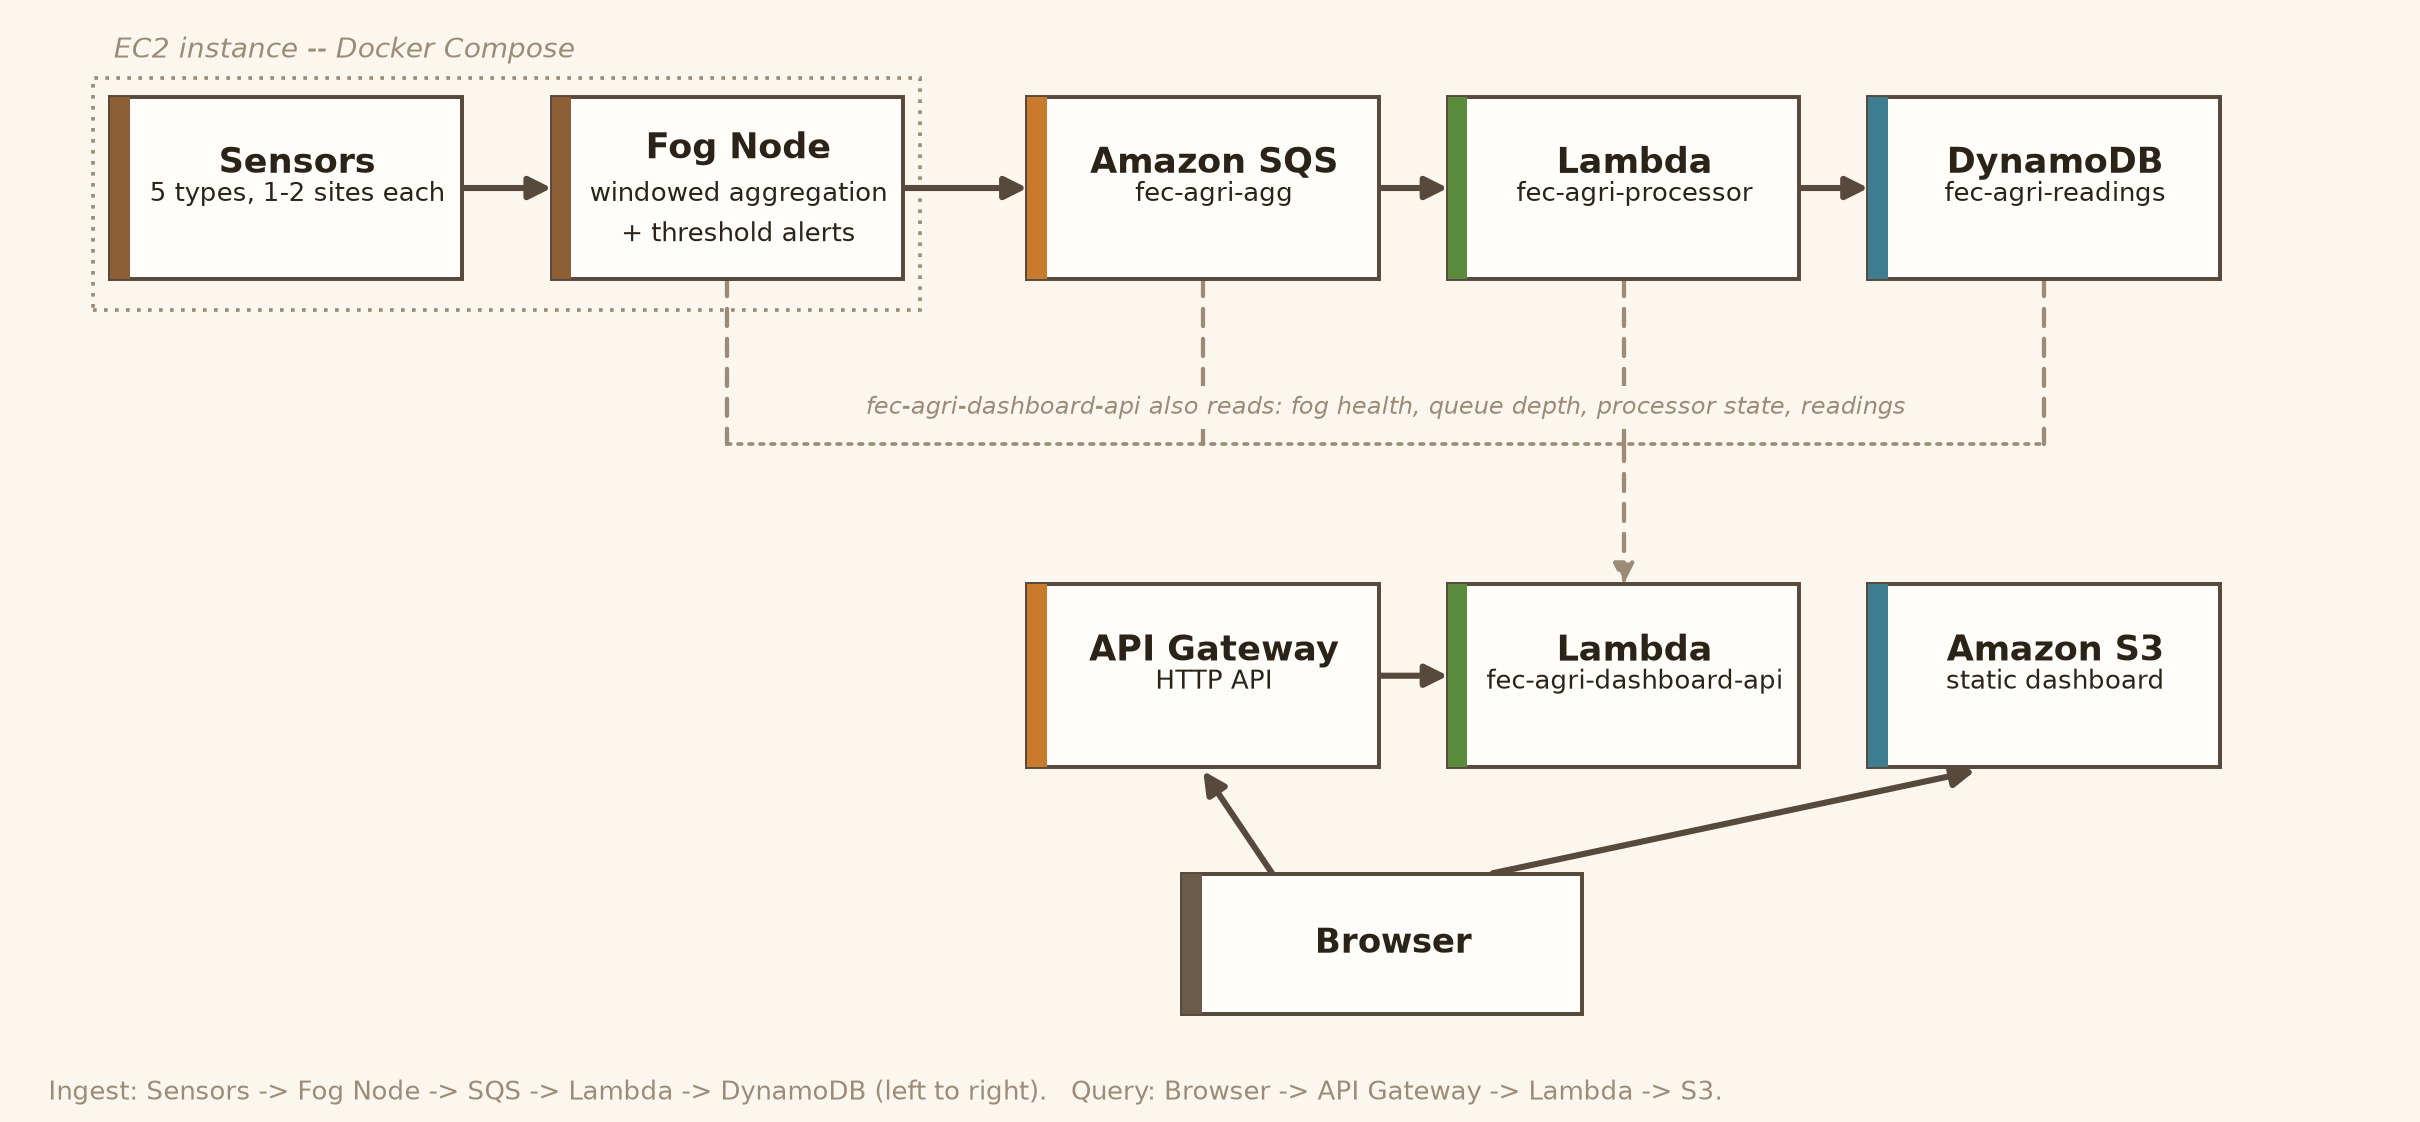 EC2 instance -- Docker Compose
Sensors
5 types, 1-2 sites each
Fog Node
windowed aggregation
+ threshold alerts
Amazon SQS
fec-agri-agg
Lambda
fec-agri-processor
DynamoDB
fec-agri-readings
fec-agri-dashboard-api also reads: fog health, queue depth, processor state, readings
API Gateway
HTTP API
Lambda
fec-agri-dashboard-api
Amazon S3
static dashboard
Browser
Ingest: Sensors -> Fog Node -> SQS -> Lambda -> DynamoDB (left to right).   Query: Browser -> API Gateway -> Lambda -> S3.